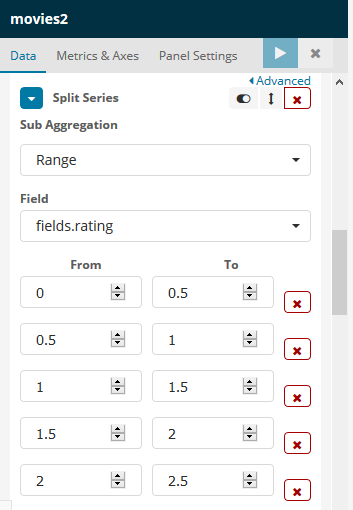 movies2
Data Metrics & Axes Panel Settings
Advanced
Split Series
Sub Aggregation
Range
Field
fields.rating
From To
0 0.5
0.5 1
1 1.5
1.5 2
2 2.5